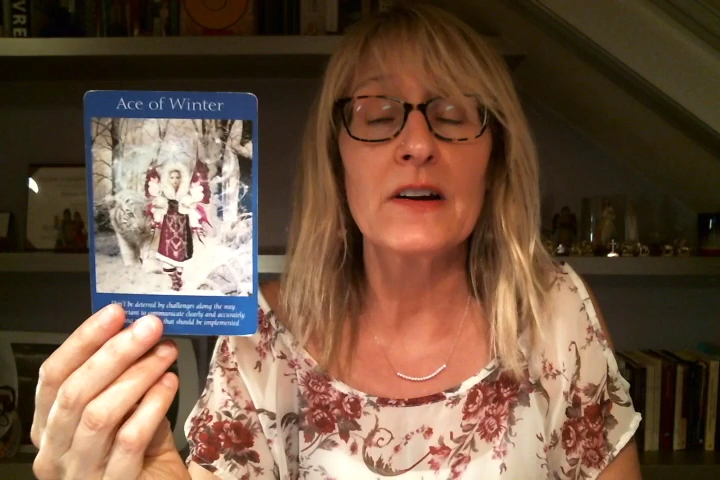 VRE
Ace of Winter
Don't be deterred by challenges along the way
communicate clearly and accurately
that should be implemented.